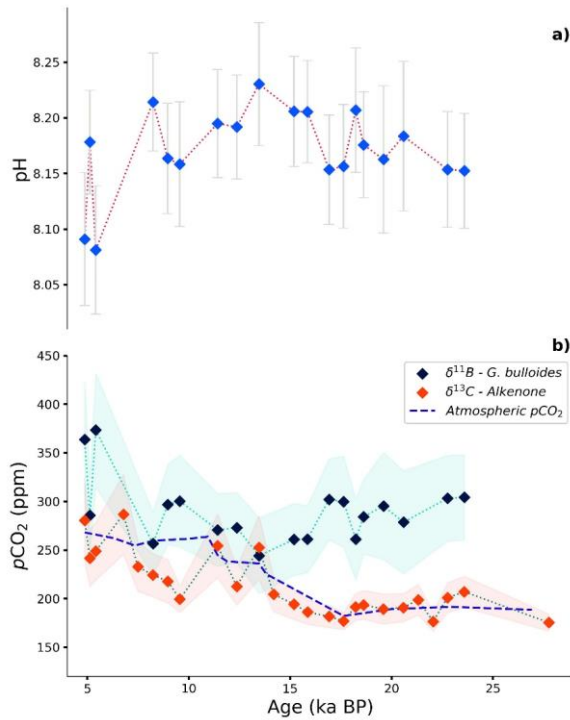 a)
8.25
8.20
8.15
8.10
8.05
pH
b)
450
400
350
300
250
200
150
pCO₂ (ppm)
δ¹¹B - G. bulloides
δ¹³C - Alkenone
Atmospheric pCO₂
5 10 15 20 25
Age (ka BP)